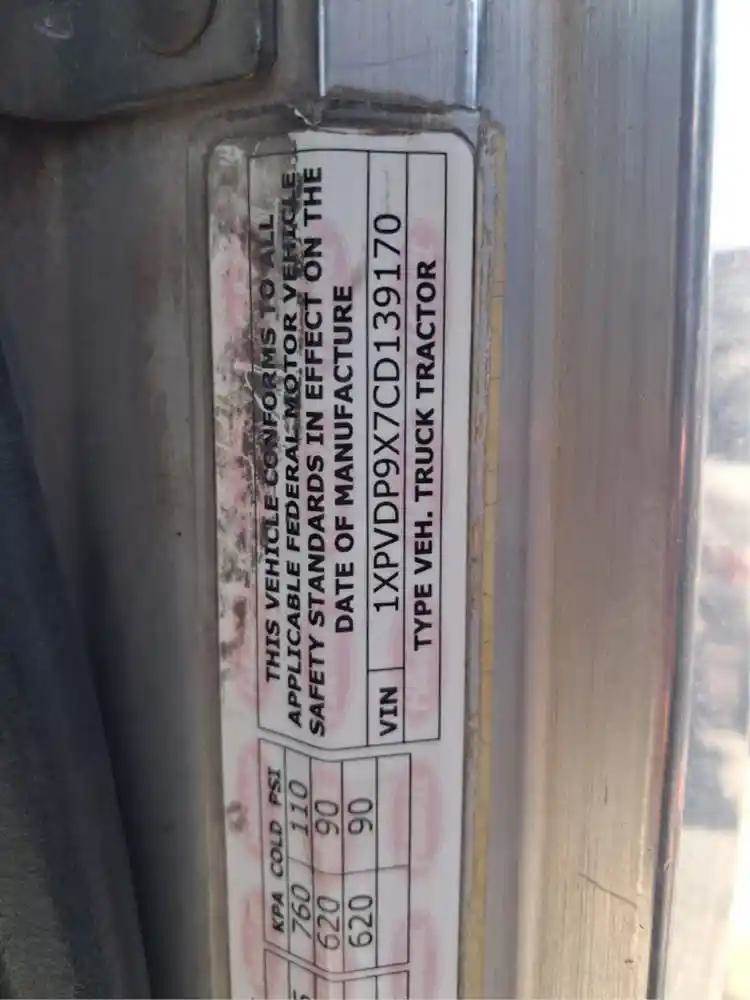 THIS VEHICLE CONFORMS TO ALL
APPLICABLE FEDERAL MOTOR VEHICLE
SAFETY STANDARDS IN EFFECT ON THE
DATE OF MANUFACTURE
VIN 1XPVDP9X7CD139170
TYPE VEH. TRUCK TRACTOR
KPA COLD PSI
760 110
620 90
620 90